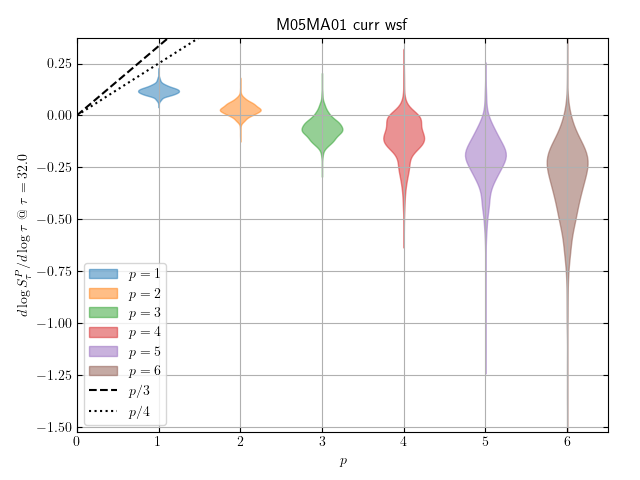 M05MA01 curr wsf
d log S_τ^P / d log τ @ τ = 32.0
0.25
0.00
−0.25
−0.50
−0.75
−1.00
−1.25
−1.50
p = 1
p = 2
p = 3
p = 4
p = 5
p = 6
p/3
p/4
0 1 2 3 4 5 6
p